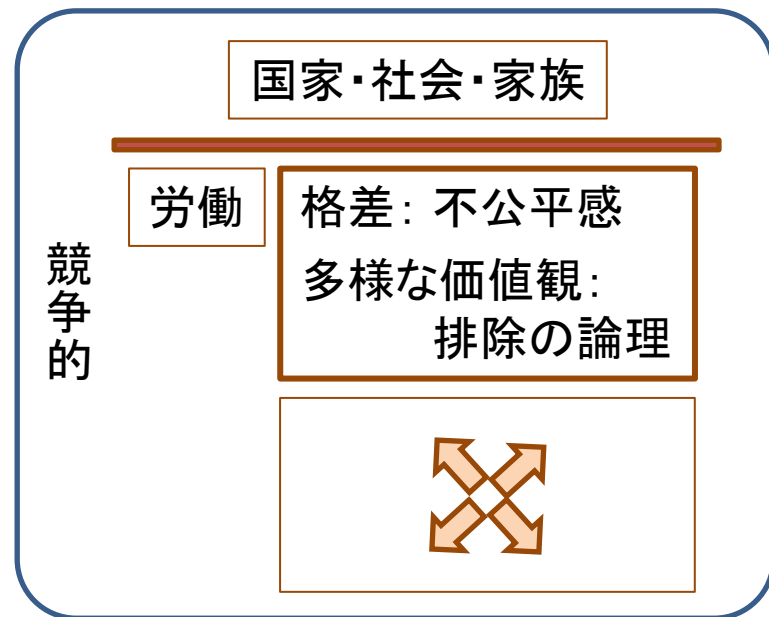 国家・社会・家族
競争的
労働
格差： 不公平感
多様な価値観：
排除の論理